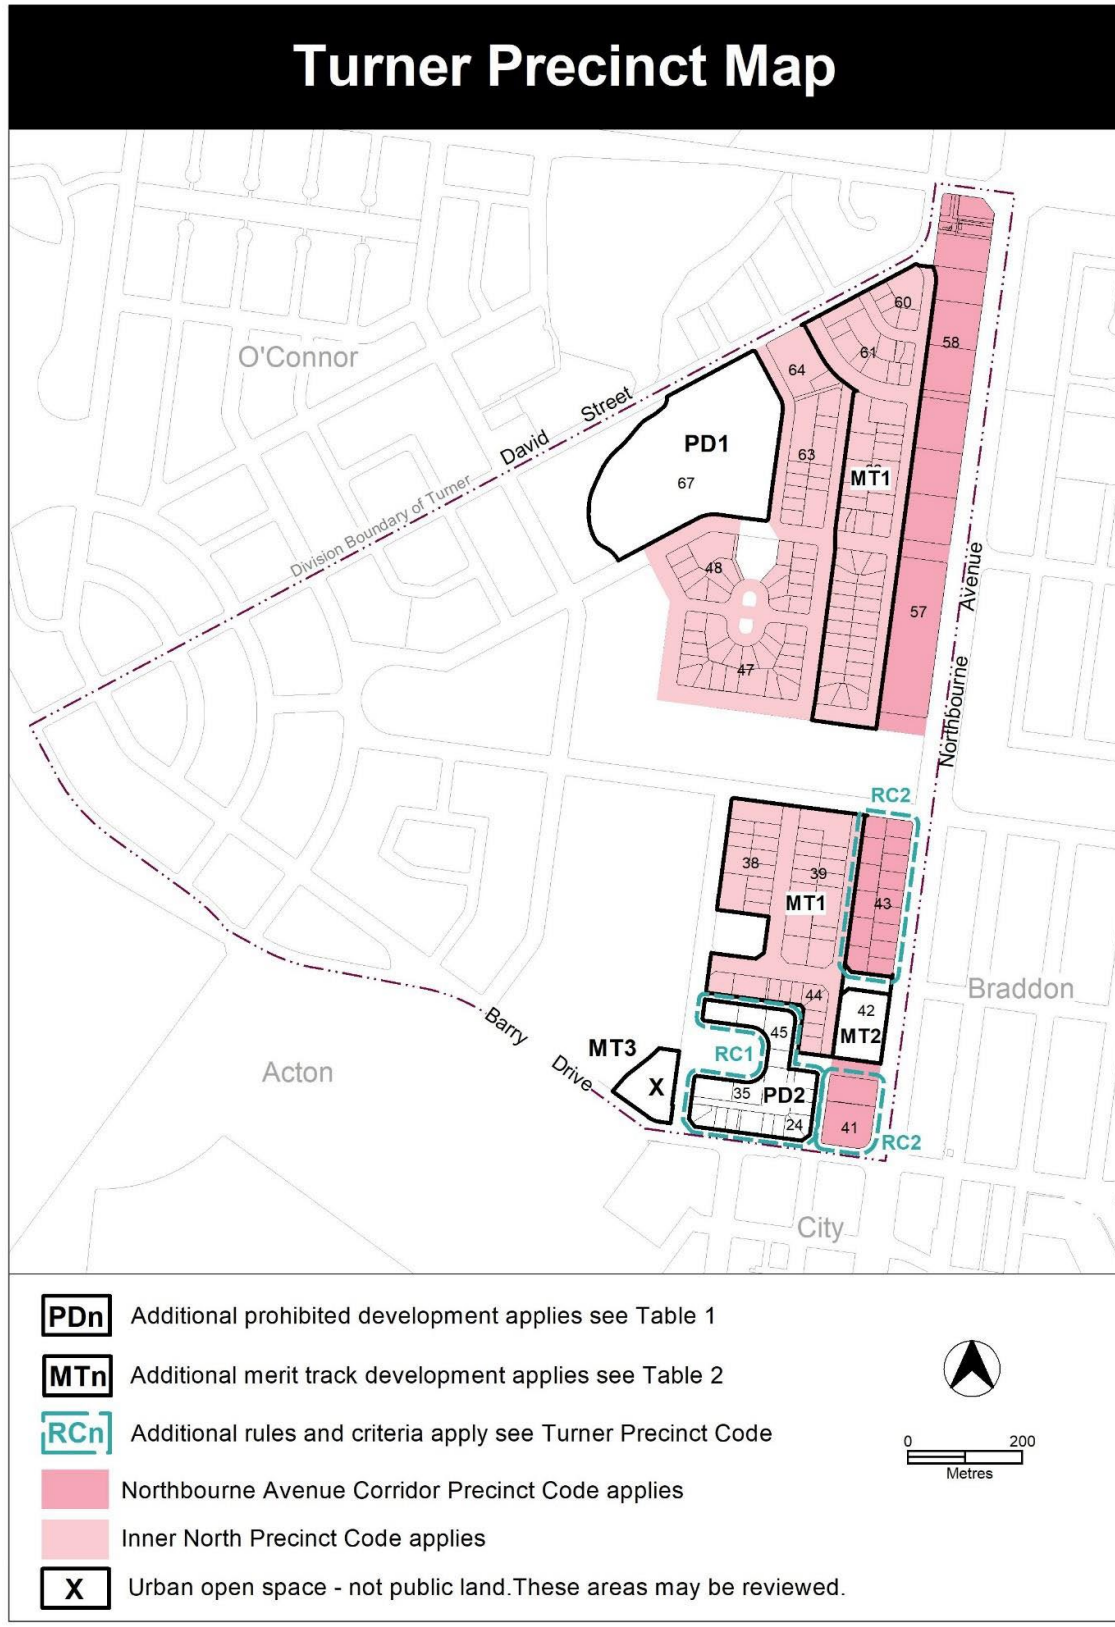 Turner Precinct Map
60
58
O'Connor
61
64
Street
David
PD1
63
MT1
67
Division Boundary of Turner
48
Avenue
57
47
Northbourne
RC2
38
39
MT1
43
Braddon
44
42
45
MT2
Barry
MT3
RC1
Acton
Drive
X
35
PD2
24
41
RC2
City
PDn Additional prohibited development applies see Table 1
MTn Additional merit track development applies see Table 2
RCn Additional rules and criteria apply see Turner Precinct Code
0 200
Metres
Northbourne Avenue Corridor Precinct Code applies
Inner North Precinct Code applies
X Urban open space - not public land.These areas may be reviewed.